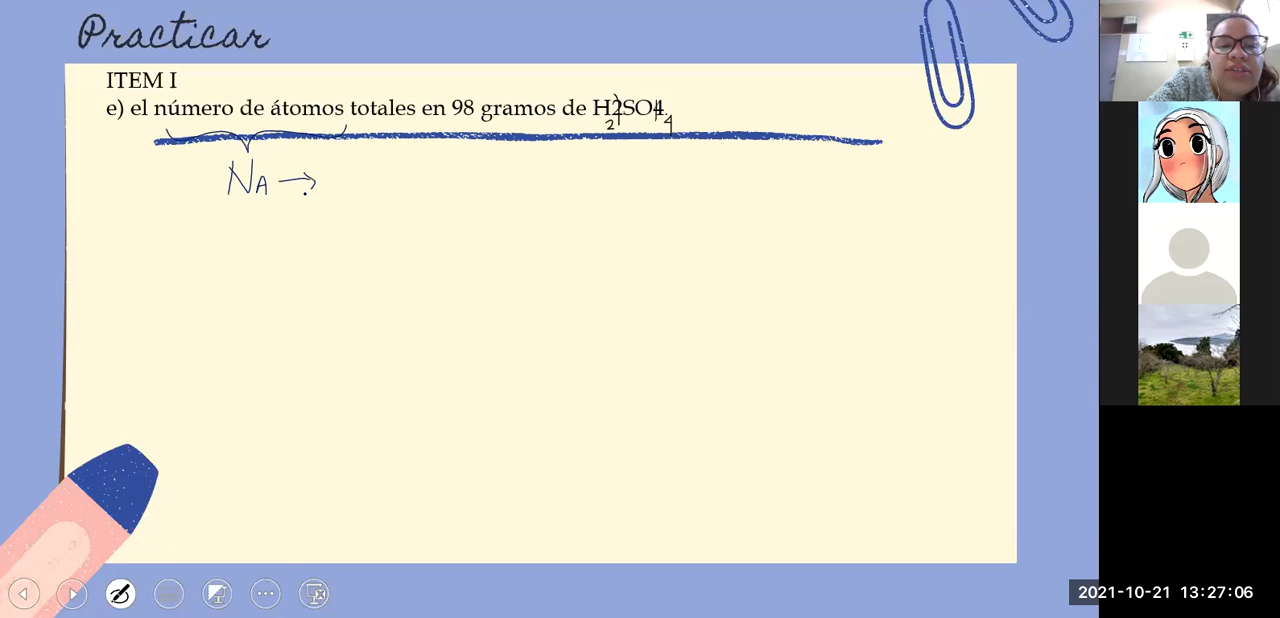 Practicar
ITEM I
e) el número de átomos totales en 98 gramos de H2SO4.
2 4
NA →
2021-10-21 13:27:06